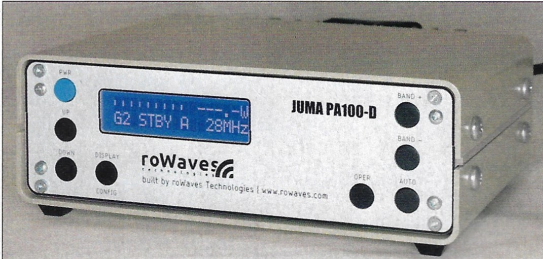 PWR
UP
DOWN
DISPLAY
CONFIG
---.-W
G2 STBY A 28MHz
JUMA PA100-D
roWaves
technologies
built by roWaves Technologies | www.rowaves.com
BAND +
BAND -
OPER
AUTO